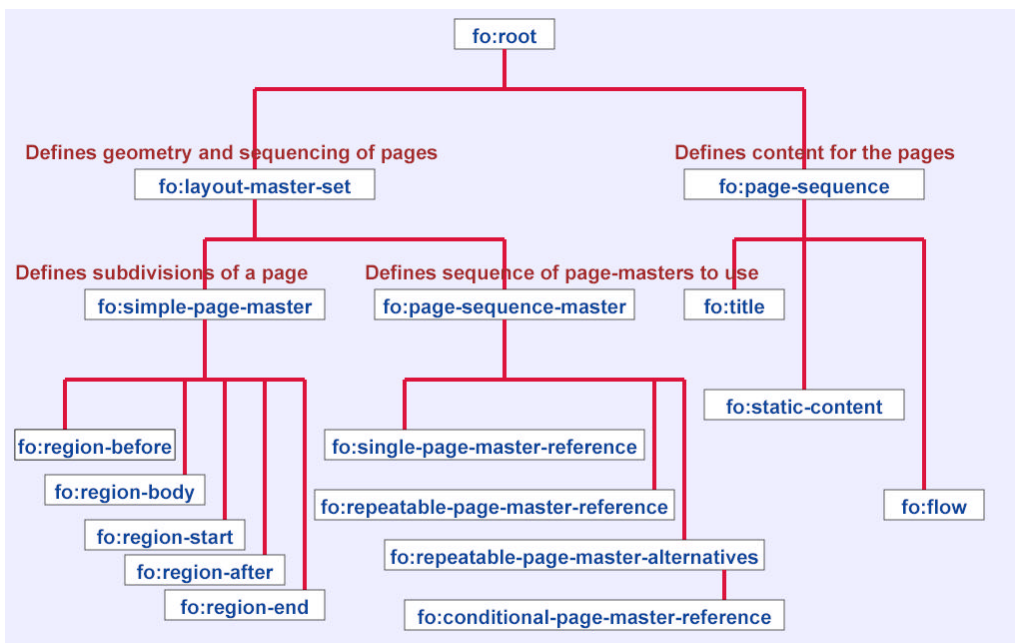 fo:root
Defines geometry and sequencing of pages
Defines content for the pages
fo:layout-master-set
fo:page-sequence
Defines subdivisions of a page
Defines sequence of page-masters to use
fo:simple-page-master
fo:page-sequence-master
fo:title
fo:static-content
fo:region-before
fo:single-page-master-reference
fo:region-body
fo:repeatable-page-master-reference
fo:flow
fo:region-start
fo:repeatable-page-master-alternatives
fo:region-after
fo:region-end
fo:conditional-page-master-reference